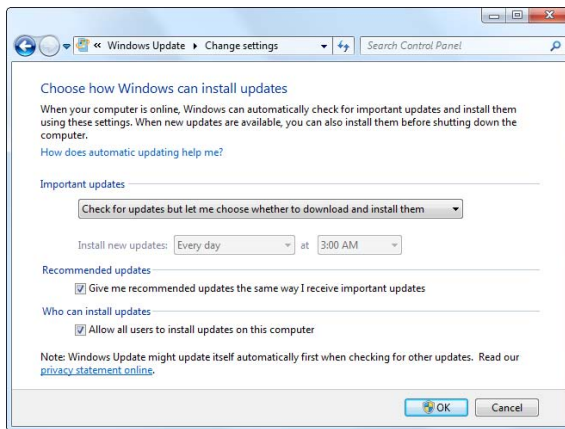 « Windows Update ▸ Change settings
Search Control Panel
Choose how Windows can install updates
When your computer is online, Windows can automatically check for important updates and install them
using these settings. When new updates are available, you can also install them before shutting down the
computer.
How does automatic updating help me?
Important updates
Check for updates but let me choose whether to download and install them
Install new updates: Every day at 3:00 AM
Recommended updates
Give me recommended updates the same way I receive important updates
Who can install updates
Allow all users to install updates on this computer
Note: Windows Update might update itself automatically first when checking for other updates. Read our
privacy statement online.
OK Cancel